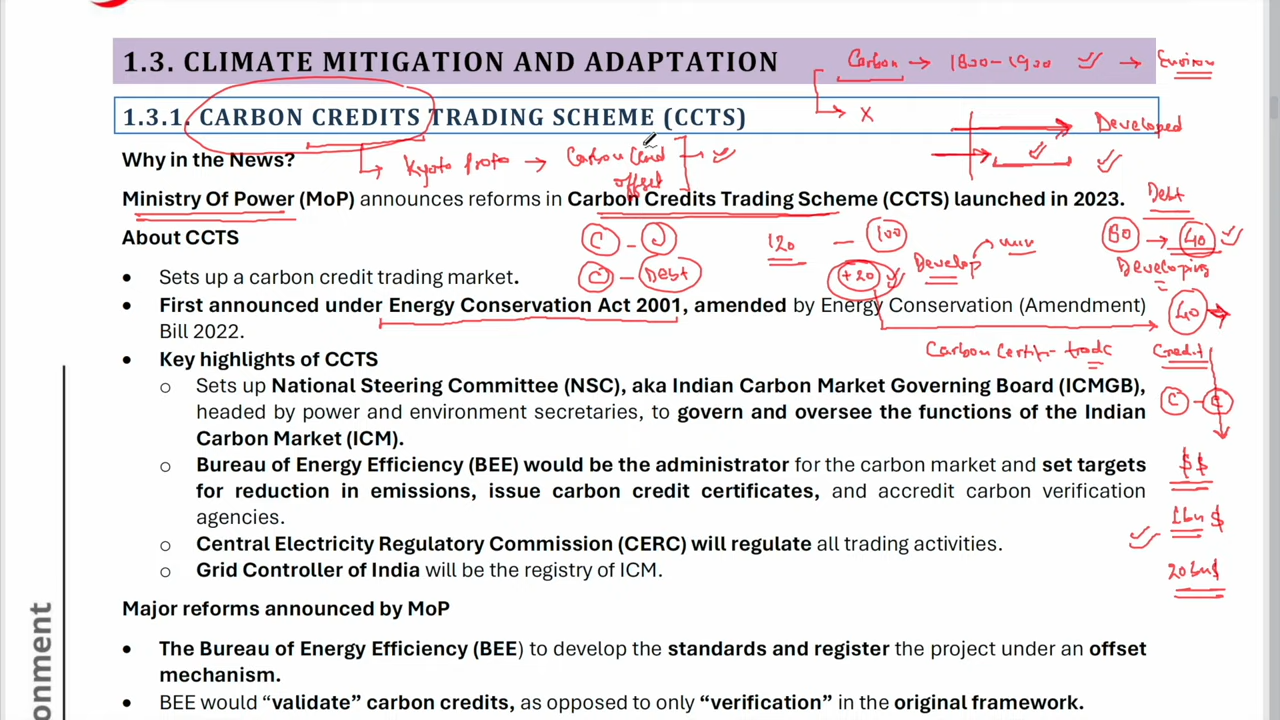 1.3. CLIMATE MITIGATION AND ADAPTATION
Carbon → 1800-1900 → Environ
X
1.3.1. CARBON CREDITS TRADING SCHEME (CCTS)
Developed
Why in the News?
Kyoto Proto → Carbon
offset
Debt
Ministry Of Power (MoP) announces reforms in Carbon Credits Trading Scheme (CCTS) launched in 2023.
About CCTS
120 - 100
80 → 40
C - Debt
+20
Develop
Developing
Sets up a carbon credit trading market.
First announced under Energy Conservation Act 2001, amended by Energy Conservation (Amendment)
Bill 2022.
40
Carbon Certifi- trade
Credit
Key highlights of CCTS
Sets up National Steering Committee (NSC), aka Indian Carbon Market Governing Board (ICMGB),
headed by power and environment secretaries, to govern and oversee the functions of the Indian
Carbon Market (ICM).
C - C
Bureau of Energy Efficiency (BEE) would be the administrator for the carbon market and set targets
for reduction in emissions, issue carbon credit certificates, and accredit carbon verification
agencies.
$$
1bn $
Central Electricity Regulatory Commission (CERC) will regulate all trading activities.
Grid Controller of India will be the registry of ICM.
20bn$
Major reforms announced by MoP
The Bureau of Energy Efficiency (BEE) to develop the standards and register the project under an offset
mechanism.
BEE would “validate” carbon credits, as opposed to only “verification” in the original framework.
onment